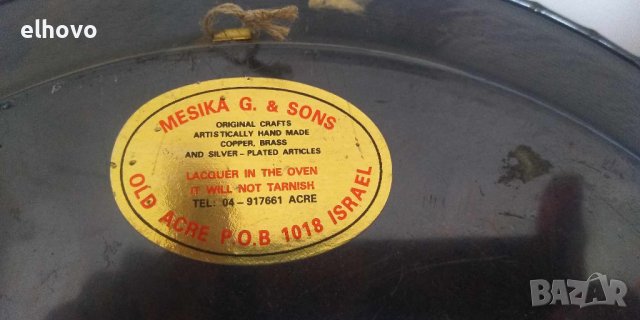 elhovo
MESIKA G. & SONS
ORIGINAL CRAFTS
ARTISTICALLY HAND MADE
COPPER, BRASS
AND SILVER - PLATED ARTICLES
LACQUER IN THE OVEN
IT WILL NOT TARNISH
TEL: 04-917661 ACRE
OLD ACRE P.O.B 1018 ISRAEL
BAZAR